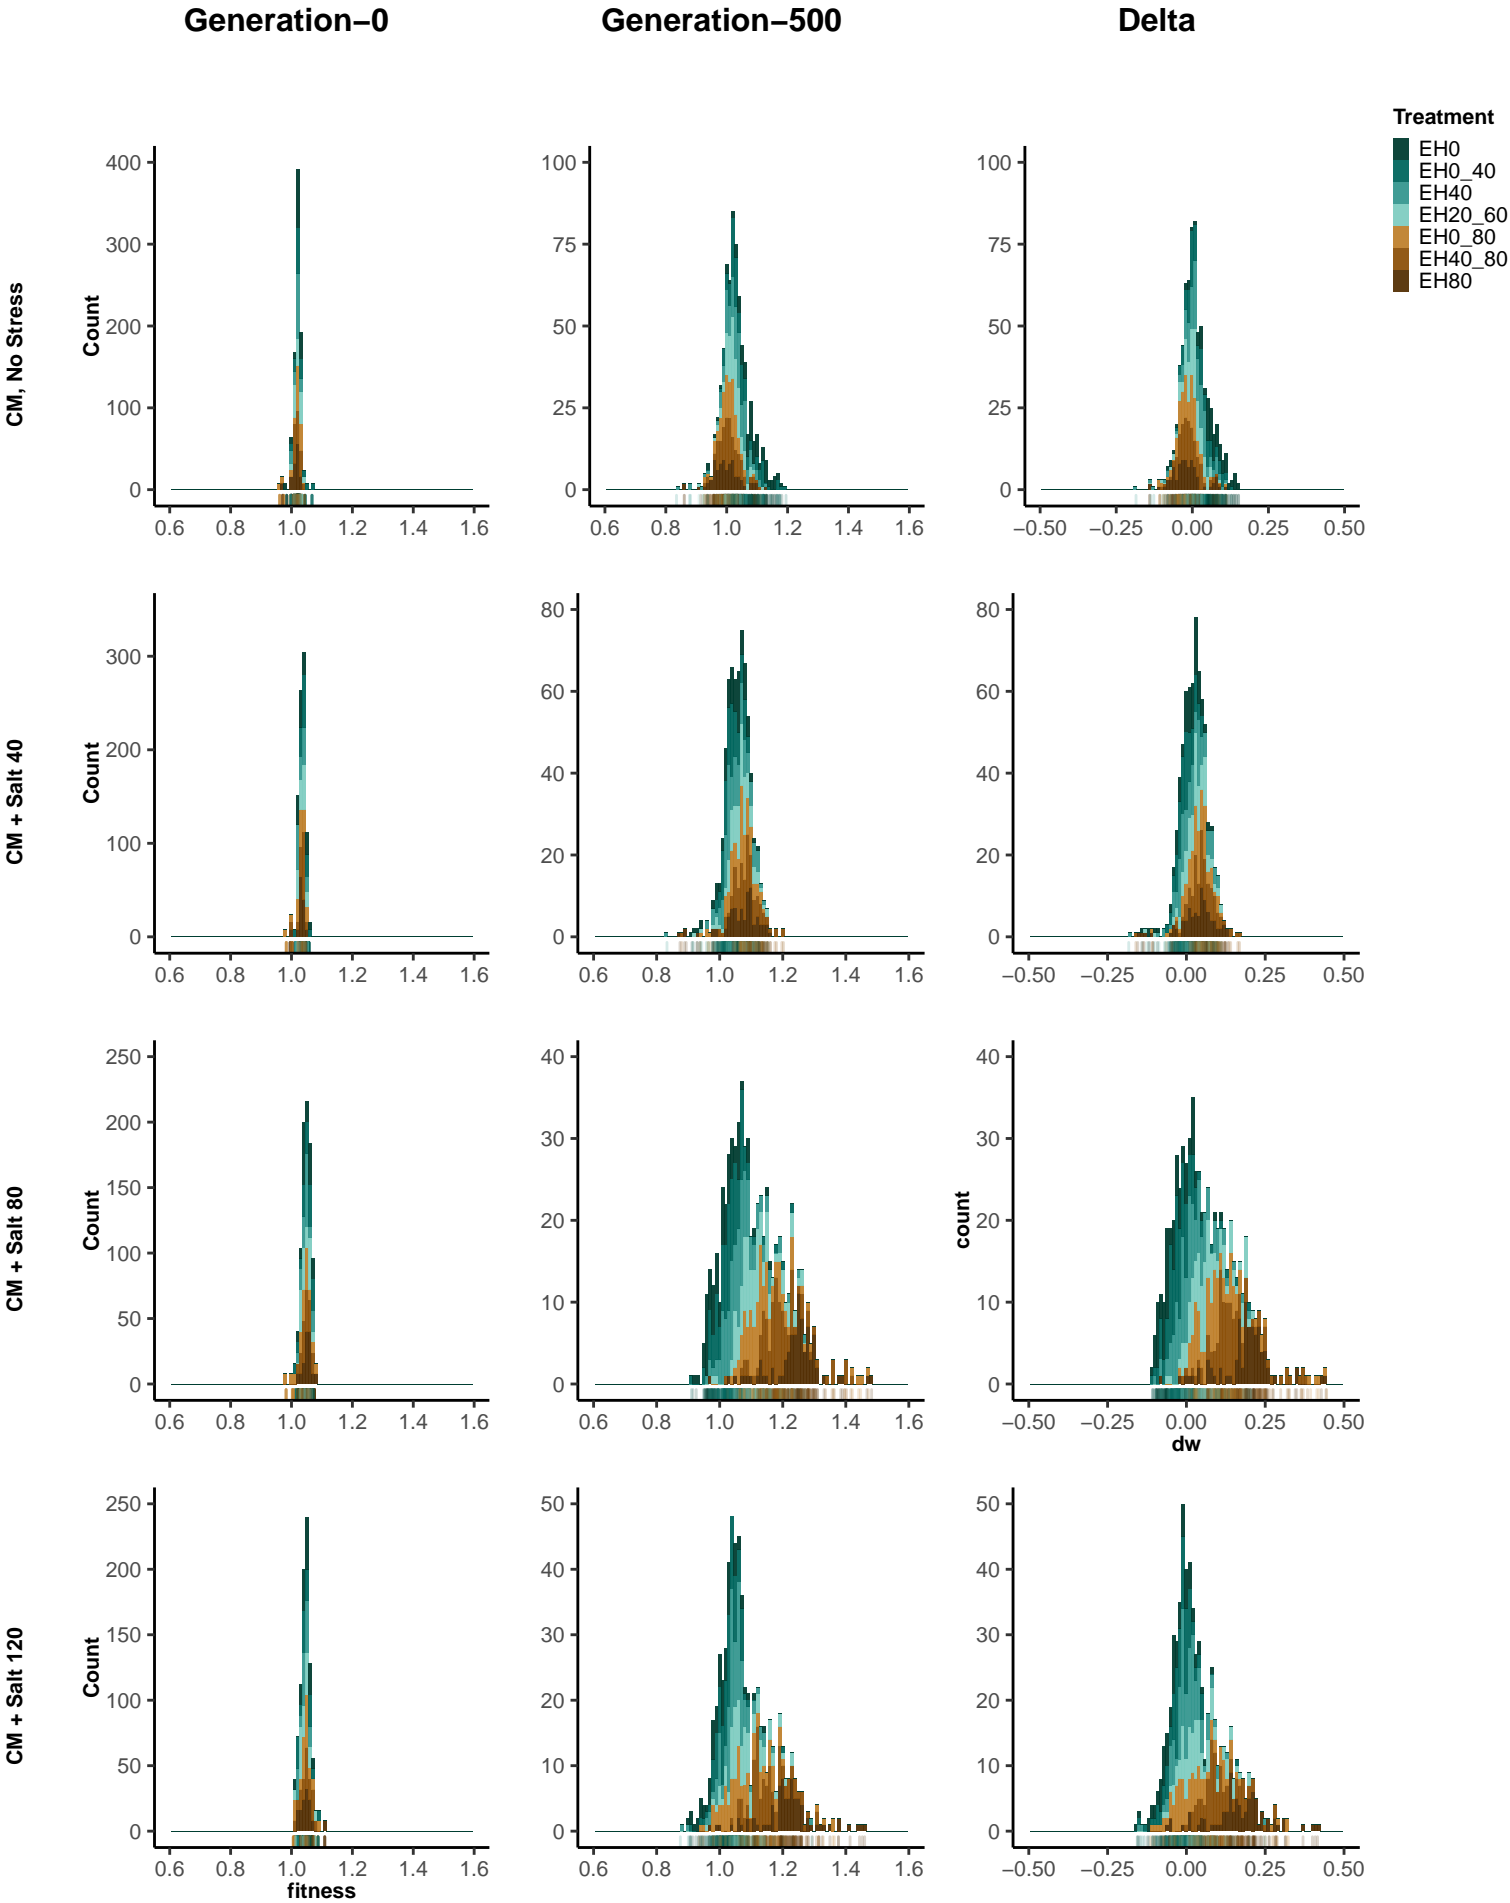 Generation−0 Generation−500 Delta
Treatment
EH0
EH0_40
EH40
EH20_60
EH0_80
EH40_80
EH80
CM, No Stress
Count
400
300
200
100
0
0.6 0.8 1.0 1.2 1.4 1.6
100
75
50
25
0
0.6 0.8 1.0 1.2 1.4 1.6
100
75
50
25
0
−0.50 −0.25 0.00 0.25 0.50
CM + Salt 40
Count
300
200
100
0
0.6 0.8 1.0 1.2 1.4 1.6
80
60
40
20
0
0.6 0.8 1.0 1.2 1.4 1.6
80
60
40
20
0
−0.50 −0.25 0.00 0.25 0.50
CM + Salt 80
Count
250
200
150
100
50
0
0.6 0.8 1.0 1.2 1.4 1.6
40
30
20
10
0
0.6 0.8 1.0 1.2 1.4 1.6
count
40
30
20
10
0
−0.50 −0.25 0.00 0.25 0.50
dw
CM + Salt 120
Count
250
200
150
100
50
0
0.6 0.8 1.0 1.2 1.4 1.6
fitness
50
40
30
20
10
0
0.6 0.8 1.0 1.2 1.4 1.6
50
40
30
20
10
0
−0.50 −0.25 0.00 0.25 0.50